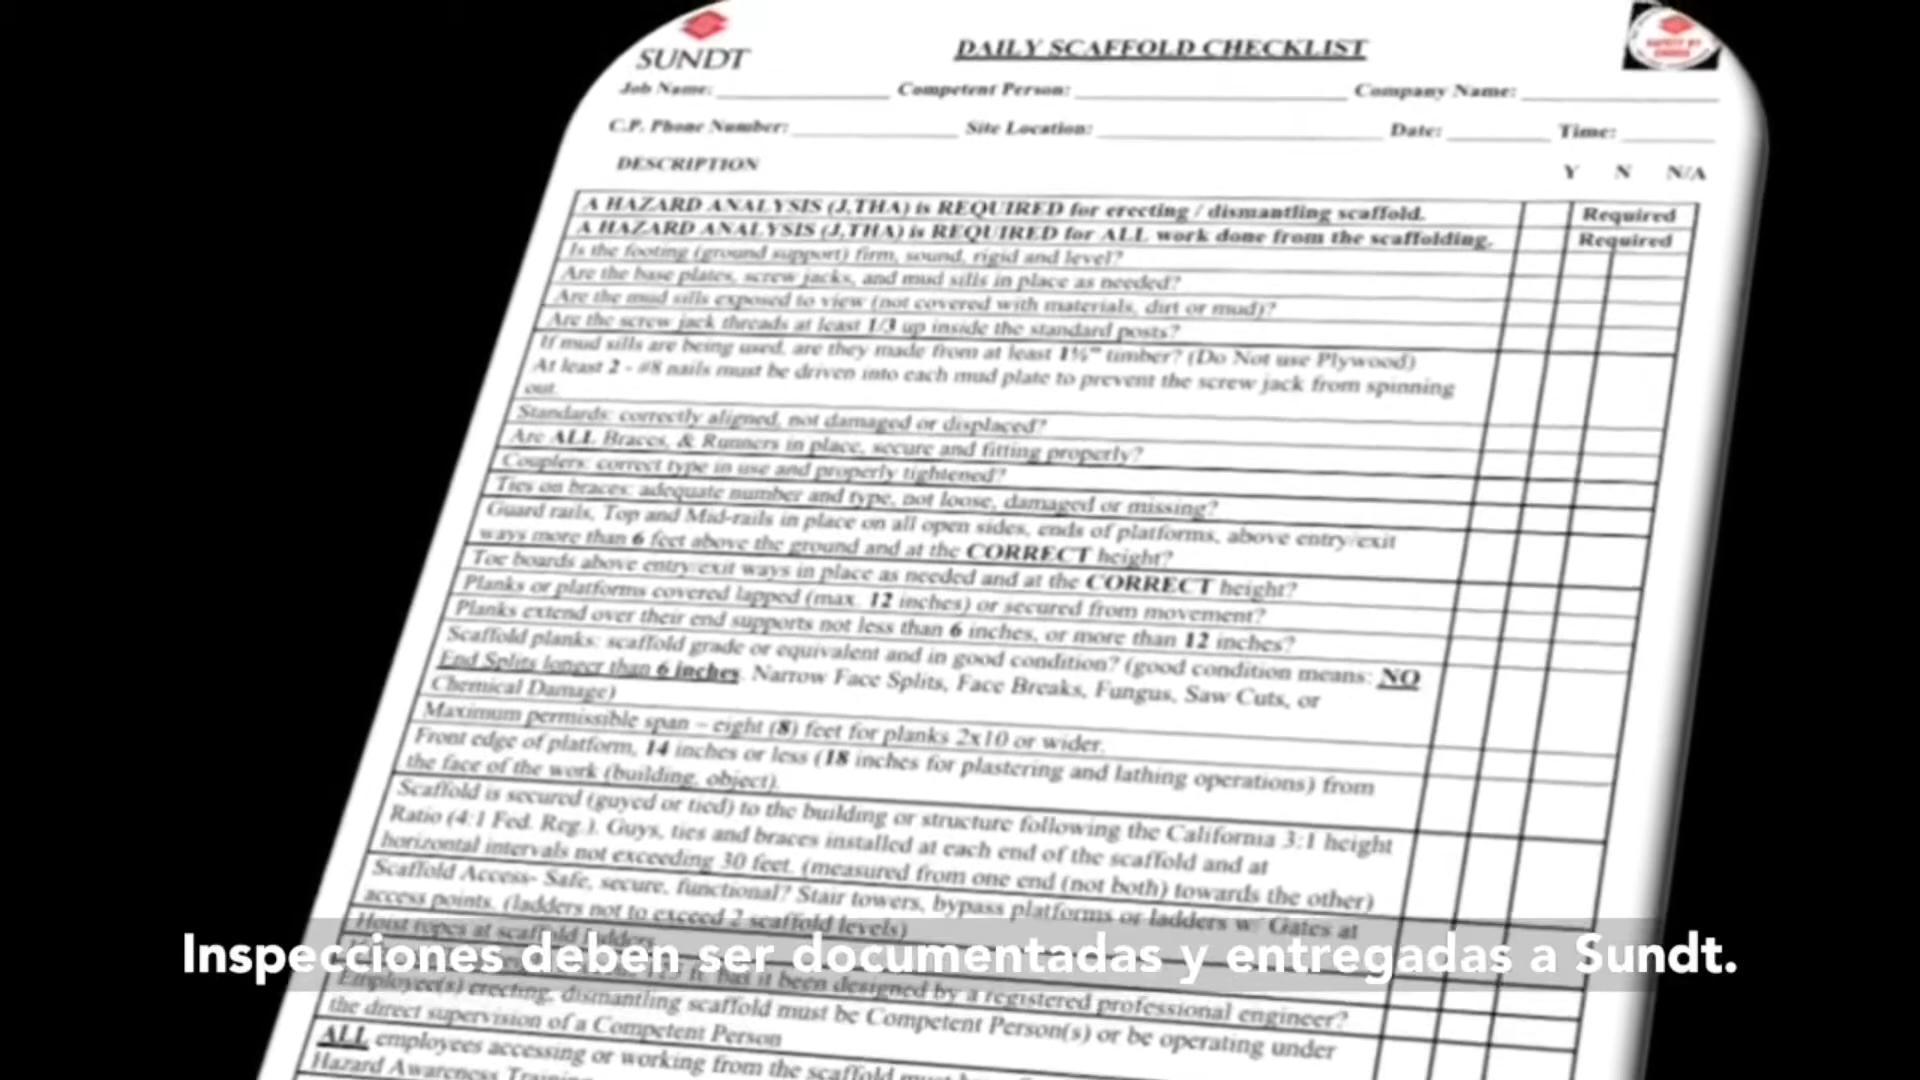 SUNDT
DAILY SCAFFOLD CHECKLIST
SAFETY BY CHOICE
Job Name: Competent Person: Company Name:
C.P. Phone Number: Site Location: Date: Time:
DESCRIPTION Y N N/A
A HAZARD ANALYSIS (J,THA) is REQUIRED for erecting / dismantling scaffold. Required
A HAZARD ANALYSIS (J,THA) is REQUIRED for ALL work done from the scaffolding. Required
Is the footing (ground support) firm, sound, rigid and level?
Are the base plates, screw jacks, and mud sills in place as needed?
Are the mud sills exposed to view (not covered with materials, dirt or mud)?
Are the screw jack threads at least 1/3 up inside the standard posts?
If mud sills are being used, are they made from at least 1½" timber? (Do Not use Plywood)
At least 2 - #8 nails must be driven into each mud plate to prevent the screw jack from spinning
out.
Standards: correctly aligned, not damaged or displaced?
Are ALL Braces, & Runners in place, secure and fitting properly?
Couplers: correct type in use and properly tightened?
Ties on braces: adequate number and type, not loose, damaged or missing?
Guard rails, Top and Mid-rails in place on all open sides, ends of platforms, above entry/exit
ways more than 6 feet above the ground and at the CORRECT height?
Toe boards above entry/exit ways in place as needed and at the CORRECT height?
Planks or platforms covered lapped (max. 12 inches) or secured from movement?
Planks extend over their end supports not less than 6 inches, or more than 12 inches?
Scaffold planks: scaffold grade or equivalent and in good condition? (good condition means: NO
End Splits longer than 6 inches, Narrow Face Splits, Face Breaks, Fungus, Saw Cuts, or
Chemical Damage)
Maximum permissible span – eight (8) feet for planks 2x10 or wider.
Front edge of platform, 14 inches or less (18 inches for plastering and lathing operations) from
the face of the work (building, object).
Scaffold is secured (guyed or tied) to the building or structure following the California 3:1 height
Ratio (4:1 Fed. Reg.). Guys, ties and braces installed at each end of the scaffold and at
horizontal intervals not exceeding 30 feet. (measured from one end (not both) towards the other)
Scaffold Access- Safe, secure, functional? Stair towers, bypass platforms or ladders w/ Gates at
access points. (ladders not to exceed 2 scaffold levels)
Hoist ropes at scaffold ladders
Inspecciones deben ser documentadas y entregadas a Sundt.
has it been designed by a registered professional engineer?
Employee(s) erecting, dismantling scaffold must be Competent Person(s) or be operating under
the direct supervision of a Competent Person
ALL employees accessing or working from the scaffold must
Hazard Awareness Training